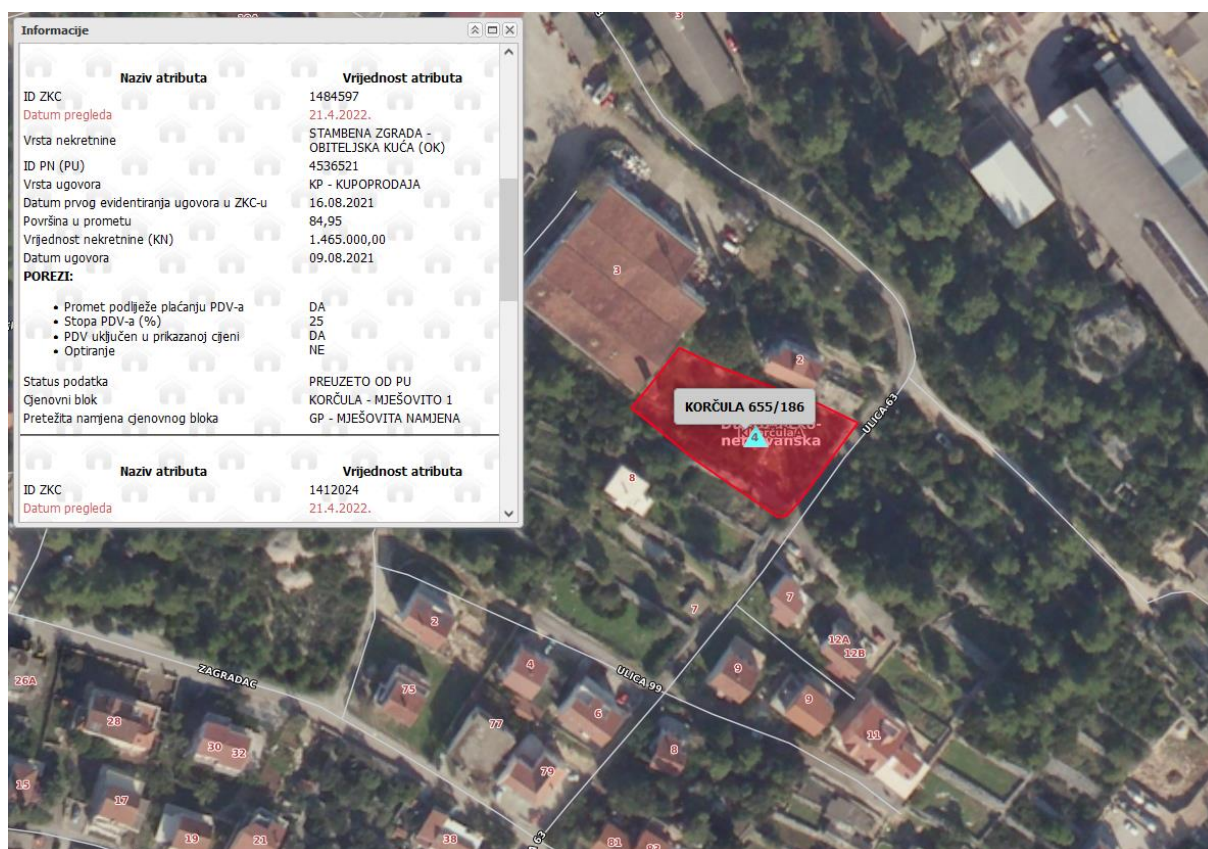 Informacije
Naziv atributa Vrijednost atributa
ID ZKC 1484597
Datum pregleda 21.4.2022.
Vrsta nekretnine STAMBENA ZGRADA - OBITELJSKA KUĆA (OK)
ID PN (PU) 4536521
Vrsta ugovora KP - KUPOPRODAJA
Datum prvog evidentiranja ugovora u ZKC-u 16.08.2021
Površina u prometu 84,95
Vrijednost nekretnine (KN) 1.465.000,00
Datum ugovora 09.08.2021
POREZI:
• Promet podliježe plaćanju PDV-a DA
• Stopa PDV-a (%) 25
• PDV uključen u prikazanoj cijeni DA
• Optiranje NE
Status podatka PREUZETO OD PU
Cjenovni blok KORČULA - MJEŠOVITO 1
Pretežita namjena cjenovnog bloka GP - MJEŠOVITA NAMJENA
Naziv atributa Vrijednost atributa
ID ZKC 1412024
Datum pregleda 21.4.2022.
3
3
2
KORČULA 655/186
4
ULICA 63
8
7
7
2
12A
12B
ZAGRADAC
4
ULICA 99
9
26A
75
6
9
28
77
11
30
32
8
79
15
17
19
21
38
81